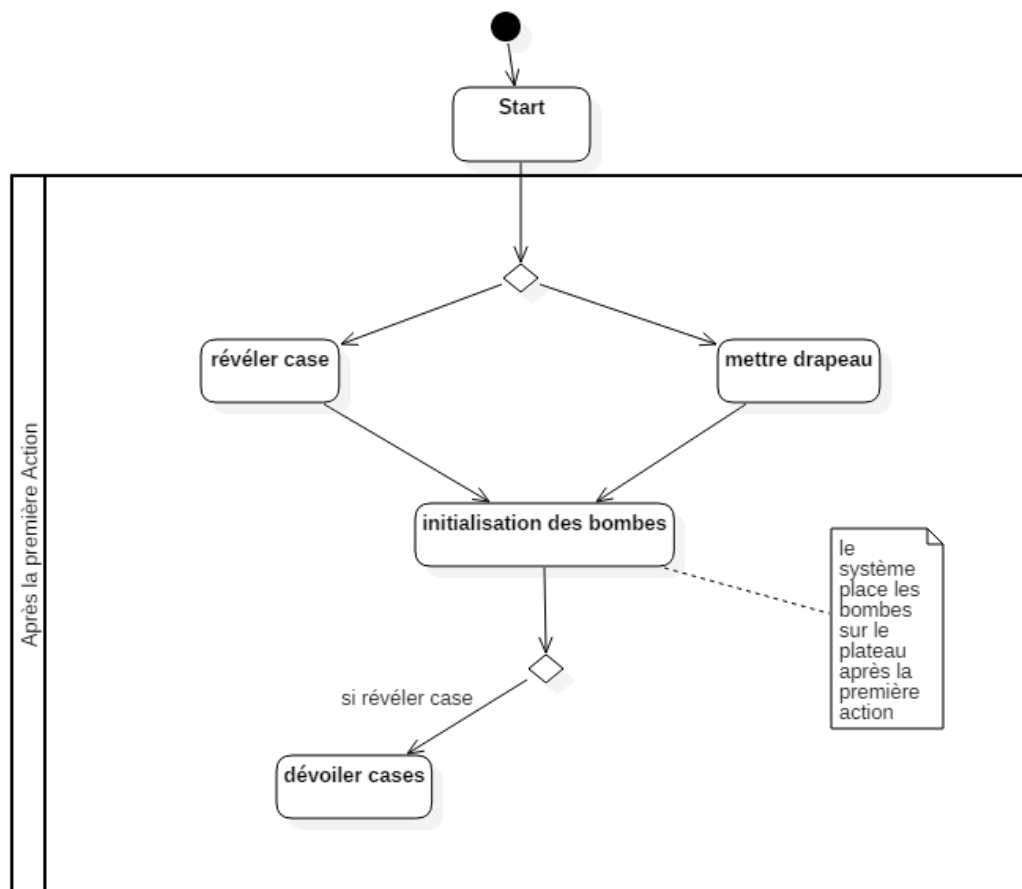 Start
révéler case
mettre drapeau
Après la première Action
initialisation des bombes
le
système
place les
bombes
sur le
plateau
après la
première
action
si révéler case
dévoiler cases